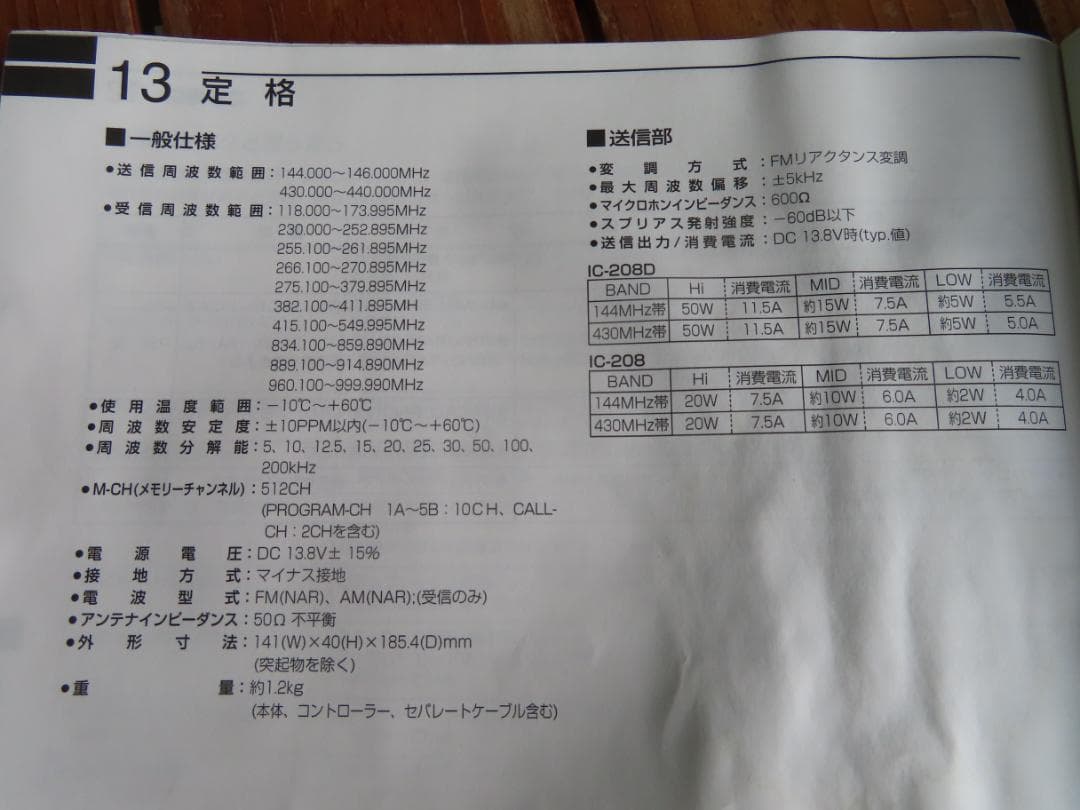 13 定 格
■一般仕様
●送信周波数範囲：144.000～146.000MHz
430.000～440.000MHz
●受信周波数範囲：118.000～173.995MHz
230.000～252.895MHz
255.100～261.895MHz
266.100～270.895MHz
275.100～379.895MHz
382.100～411.895MH
415.100～549.995MHz
834.100～859.890MHz
889.100～914.890MHz
960.100～999.990MHz
●使用温度範囲：－10℃～＋60℃
●周波数安定度：±10PPM以内(－10℃～＋60℃)
●周波数分解能：5、10、12.5、15、20、25、30、50、100、
200kHz
●M-CH(メモリーチャンネル)：512CH
(PROGRAM-CH 1A～5B：10CH、CALL-
CH：2CHを含む)
●電源電圧：DC 13.8V± 15%
●接地方式：マイナス接地
●電波型式：FM(NAR)、AM(NAR);(受信のみ)
●アンテナインピーダンス：50Ω 不平衡
●外形寸法：141(W)×40(H)×185.4(D)mm
(突起物を除く)
●重量：約1.2kg
(本体、コントローラー、セパレートケーブル含む)
■送信部
●変調方式：FMリアクタンス変調
●最大周波数偏移：±5kHz
●マイクロホンインピーダンス：600Ω
●スプリアス発射強度：－60dB以下
●送信出力/消費電流：DC 13.8V時(typ.値)
IC-208D
BAND Hi 消費電流 MID 消費電流 LOW 消費電流
144MHz帯 50W 11.5A 約15W 7.5A 約5W 5.5A
430MHz帯 50W 11.5A 約15W 7.5A 約5W 5.0A
IC-208
BAND Hi 消費電流 MID 消費電流 LOW 消費電流
144MHz帯 20W 7.5A 約10W 6.0A 約2W 4.0A
430MHz帯 20W 7.5A 約10W 6.0A 約2W 4.0A